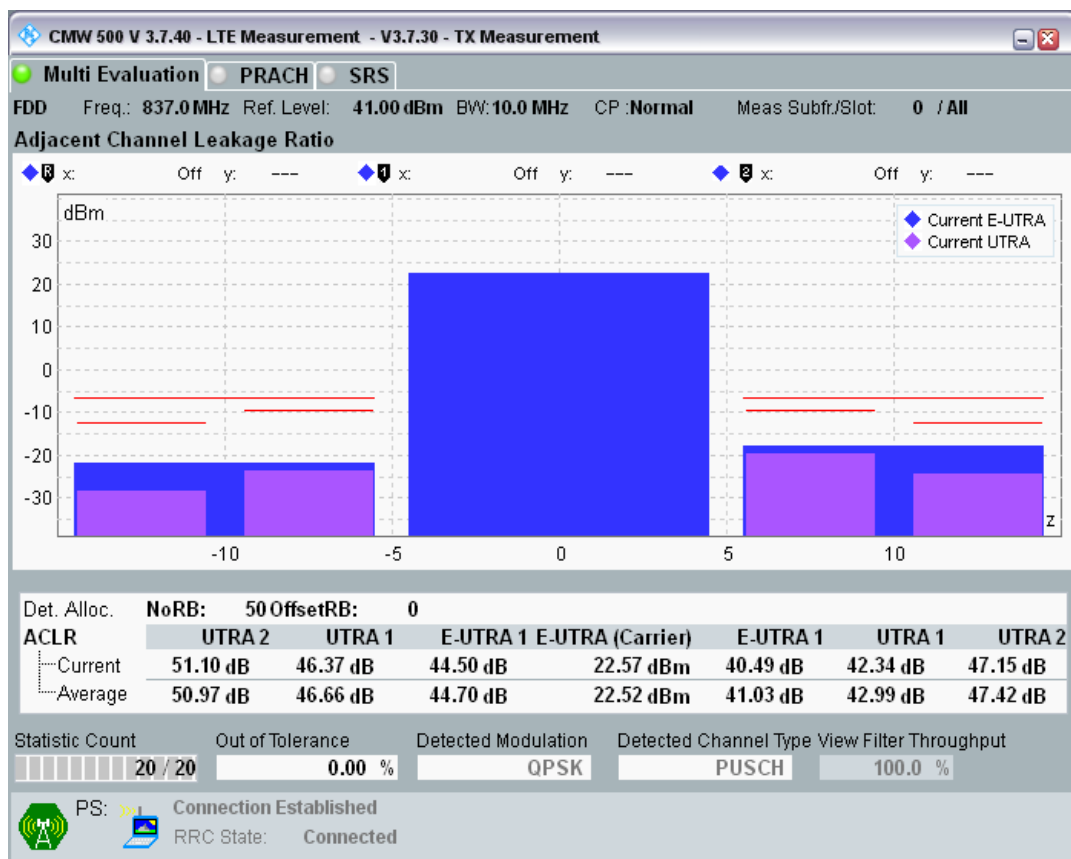 CMW 500 V 3.7.40 - LTE Measurement - V3.7.30 - TX Measurement
Multi Evaluation PRACH SRS
FDD Freq.: 837.0 MHz Ref. Level: 41.00 dBm BW: 10.0 MHz CP :Normal Meas Subfr./Slot: 0 / All
Adjacent Channel Leakage Ratio
R x: Off y: --- 1 x: Off y: --- 2 x: Off y: ---
dBm
Current E-UTRA
Current UTRA
30
20
10
0
-10
-20
-30
z
-10 -5 0 5 10
Det. Alloc. NoRB: 50 OffsetRB: 0
ACLR UTRA 2 UTRA 1 E-UTRA 1 E-UTRA (Carrier) E-UTRA 1 UTRA 1 UTRA 2
Current 51.10 dB 46.37 dB 44.50 dB 22.57 dBm 40.49 dB 42.34 dB 47.15 dB
Average 50.97 dB 46.66 dB 44.70 dB 22.52 dBm 41.03 dB 42.99 dB 47.42 dB
Statistic Count Out of Tolerance Detected Modulation Detected Channel Type View Filter Throughput
20 / 20 0.00 % QPSK PUSCH 100.0 %
PS: Connection Established
RRC State: Connected